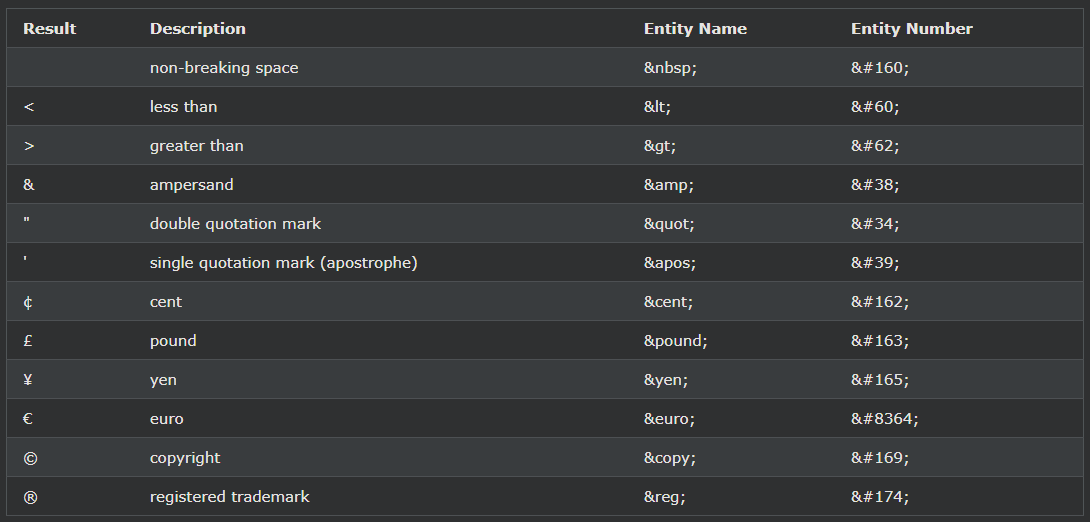 Result Description Entity Name Entity Number
non-breaking space &nbsp; &#160;
< less than &lt; &#60;
> greater than &gt; &#62;
& ampersand &amp; &#38;
" double quotation mark &quot; &#34;
' single quotation mark (apostrophe) &apos; &#39;
¢ cent &cent; &#162;
£ pound &pound; &#163;
¥ yen &yen; &#165;
€ euro &euro; &#8364;
© copyright &copy; &#169;
® registered trademark &reg; &#174;